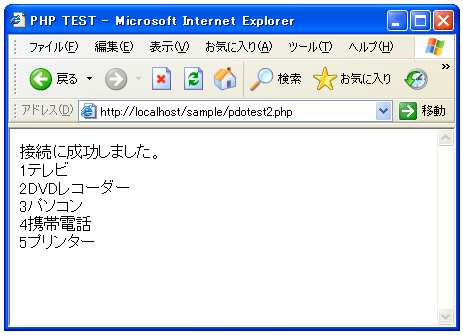 PHP TEST - Microsoft Internet Explorer
ファイル(F) 編集(E) 表示(V) お気に入り(A) ツール(T) ヘルプ(H)
戻る 検索 お気に入り »
アドレス(D) http://localhost/sample/pdotest2.php 移動
接続に成功しました。
1テレビ
2DVDレコーダー
3パソコン
4携帯電話
5プリンター